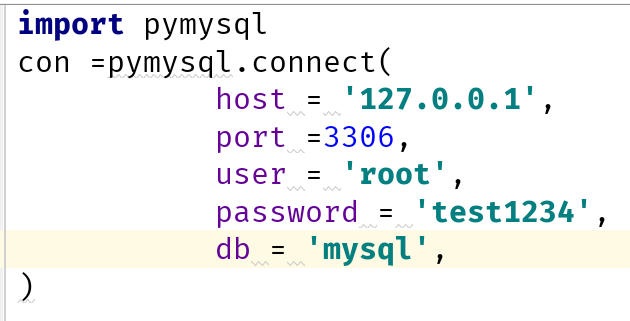 import pymysql
con =pymysql.connect(
host = '127.0.0.1',
port =3306,
user = 'root',
password = 'test1234',
db = 'mysql',
)